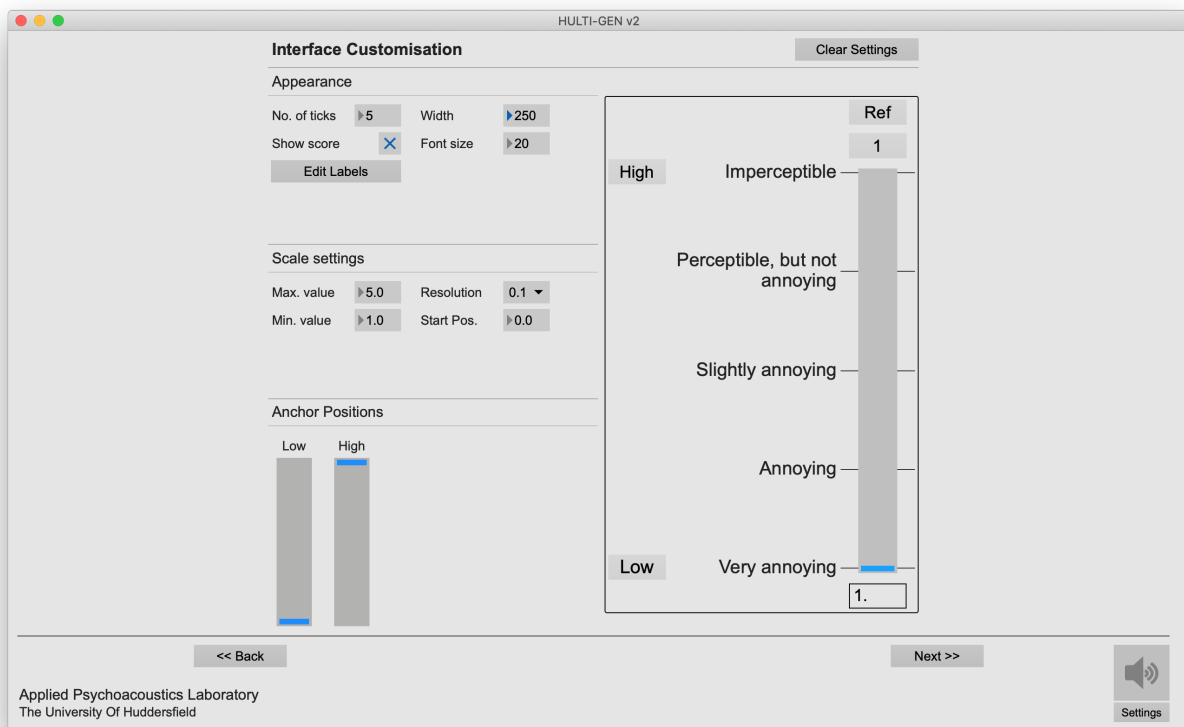 HULTI-GEN v2
Interface Customisation
Clear Settings
Appearance
No. of ticks 5 Width 250
Show score Font size 20
Edit Labels
Scale settings
Max. value 5.0 Resolution 0.1
Min. value 1.0 Start Pos. 0.0
Anchor Positions
Low High
Ref
1
High Imperceptible
Perceptible, but not
annoying
Slightly annoying
Annoying
Low Very annoying
1.
<< Back
Next >>
Applied Psychoacoustics Laboratory
The University Of Huddersfield
Settings